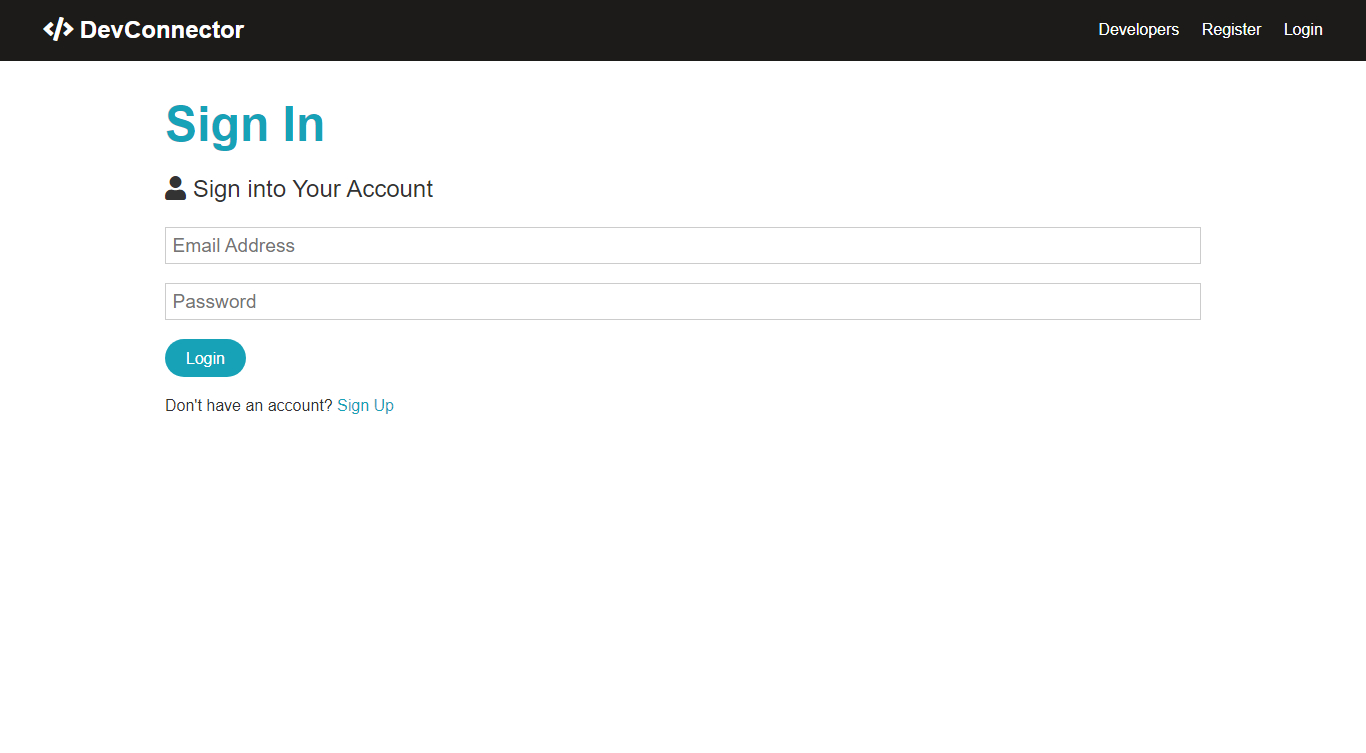 DevConnector
Developers Register Login
Sign In
Sign into Your Account
Email Address
Password
Login
Don't have an account? Sign Up